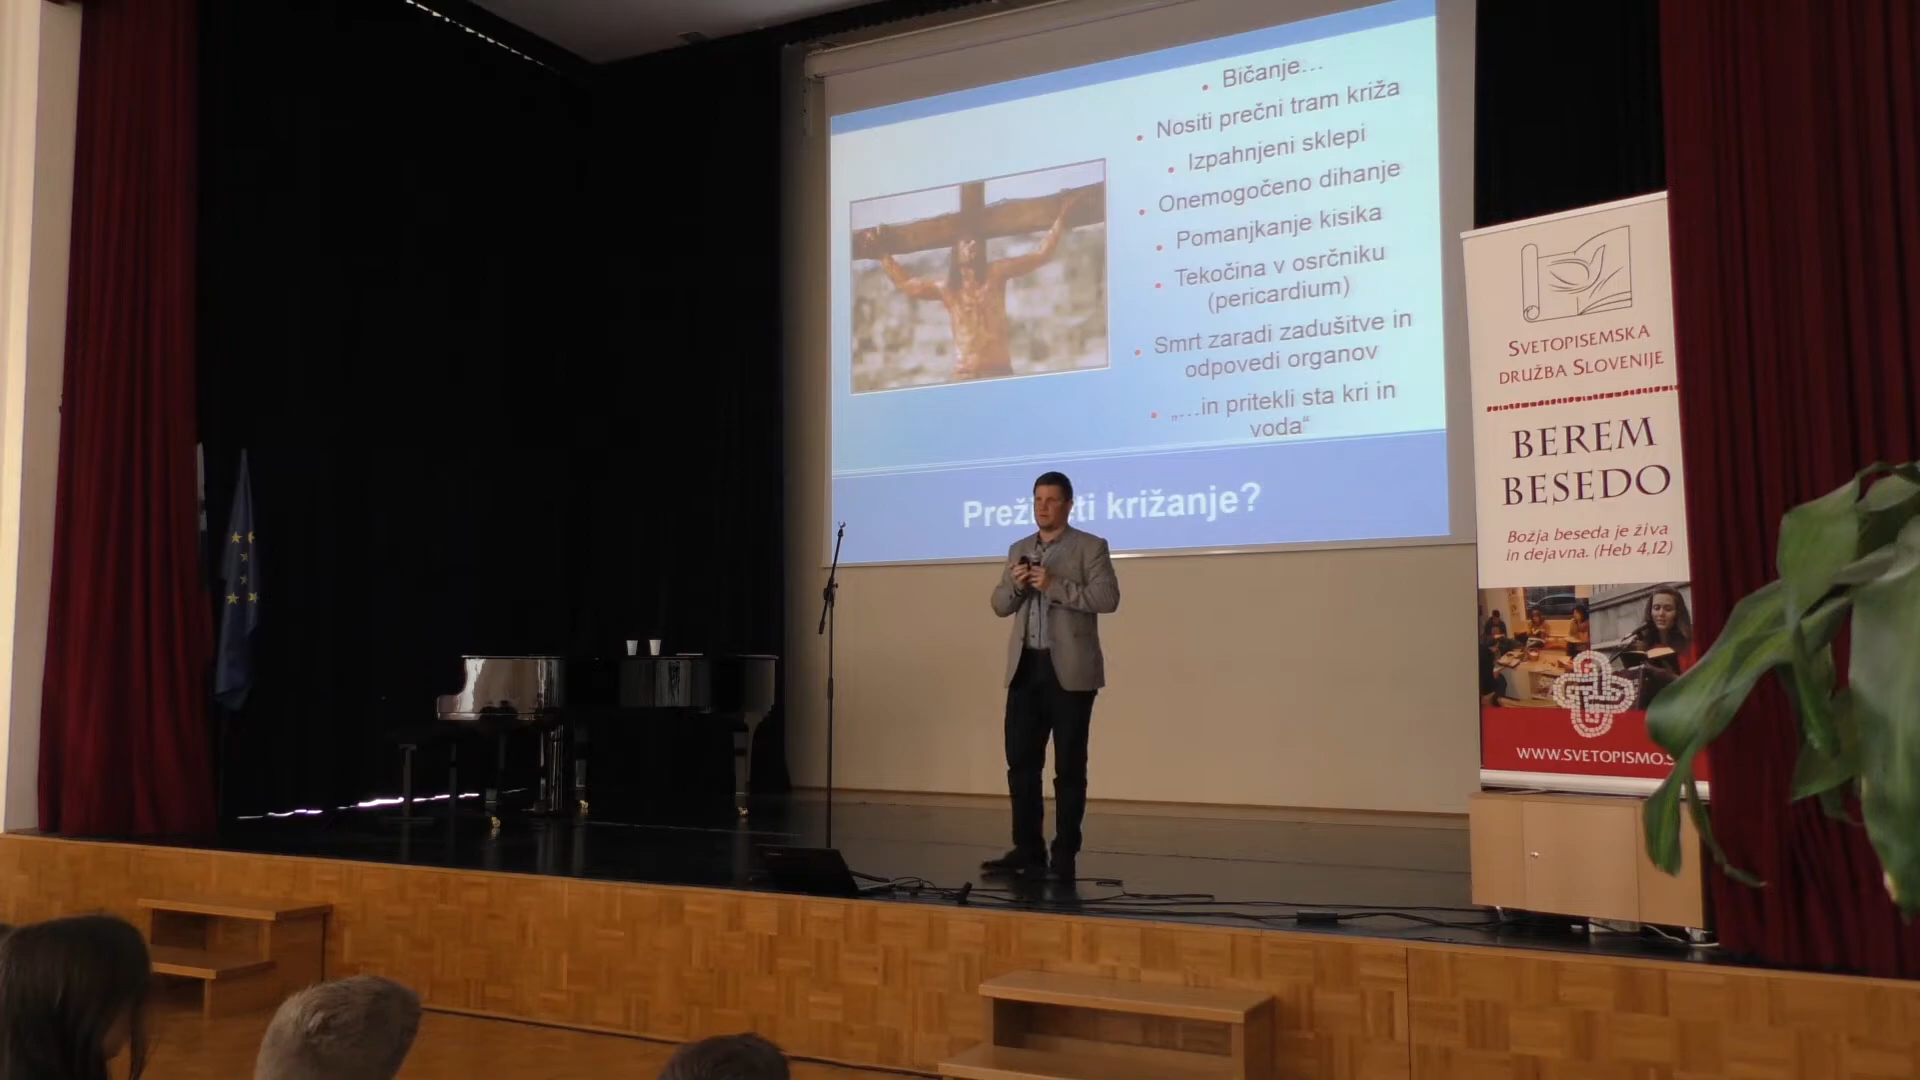 Bičanje...
Nositi prečni tram križa
Izpahnjeni sklepi
Onemogočeno dihanje
Pomanjkanje kisika
Tekočina v osrčniku
(pericardium)
Smrt zaradi zadušitve in
odpovedi organov
„...in pritekli sta kri in
voda“
križanje?
SVETOPISEMSKA
DRUŽBA SLOVENIJE
BEREM
BESEDO
Božja beseda je živa
in dejavna. (Heb 4,12)
WWW.SVETOPISMO.S